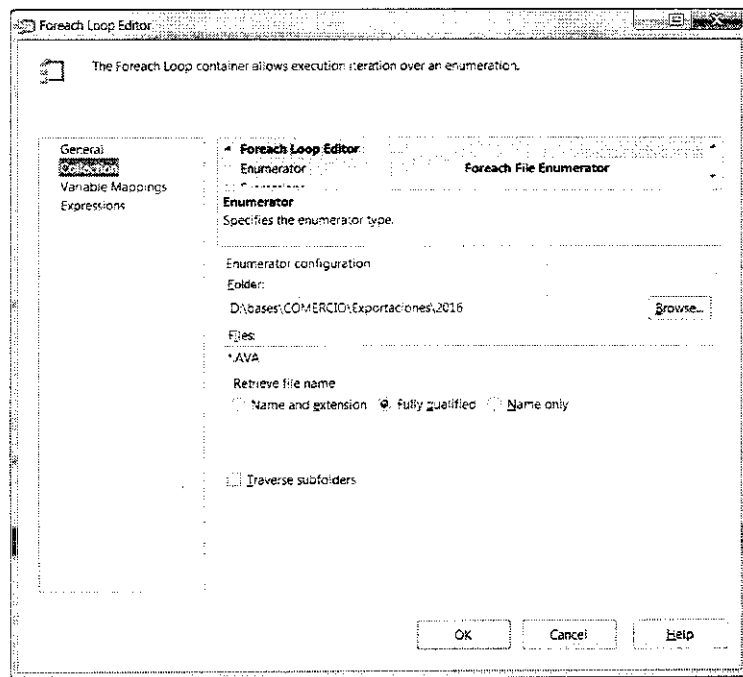 Foreach Loop Editor
The Foreach Loop container allows execution iteration over an enumeration.
General
Collection
Variable Mappings
Expressions
Foreach Loop Editor
Enumerator Foreach File Enumerator
Enumerator
Specifies the enumerator type.
Enumerator configuration
Folder:
D:\bases\COMERCIO\Exportaciones\2016 Browse...
Files:
*.AVA
Retrieve file name
Name and extension Fully qualified Name only
Traverse subfolders
OK Cancel Help